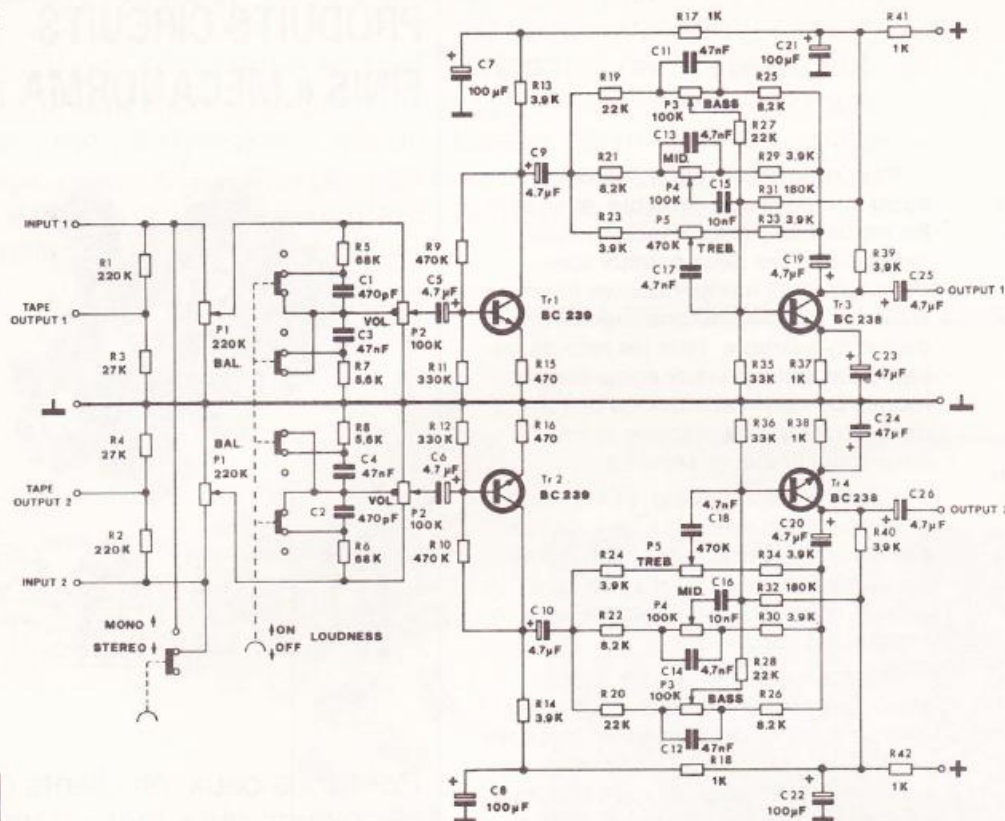 PRODUITS CIRCUITS
R17 1K
R41
1K
+
C7
100µF
R13
3.9K
C11
47nF
C21
100µF
R19
22K
P3
100K
BASS
R25
8,2K
C13
4,7nF
R27
22K
C9
4.7µF
R21
8.2K
MID.
P4
100K
C15
10nF
R29 3.9K
R31 180K
R33 3.9K
R23
3.9K
P5
470K
TREB.
C17
4.7nF
C19
4.7µF
R39
3,9K
C25
4.7µF
OUTPUT 1
INPUT 1
R1
220K
TAPE
OUTPUT 1
R3
27K
P1
220K
BAL.
R5
68K
C1
470pF
C3
47nF
R7
5,6K
VOL.
P2
100K
R9
470K
C5
4,7µF
R11
330K
Tr1
BC 239
R15
470
Tr3
BC 238
R35
33K
R37
1K
C23
47µF
R4
27K
TAPE
OUTPUT 2
R2
220K
INPUT 2
P1
220K
BAL.
R8
5,6K
C4
47nF
C2
470pF
R6
68K
VOL.
P2
100K
R12
330K
C6
4.7µF
R10
470K
R16
470
Tr2
BC239
R36
33K
R38
1K
C24
47µF
Tr4
BC238
C26
4,7µF
OUTPUT
4.7nF
C18
470K
P5
TREB.
C20
4.7µF
R40
3,9K
R24
3.9K
R34 3.9K
MID.
C16
10nF
R32 180K
R30 3.9K
C10
4.7µF
R22
8.2K
P4
100K
C14
4,7nF
R28
22K
P3
100K
BASS
R20
22K
R26
8.2K
C12
47nF
R14
3,9K
R18
1K
R42
1K
+
C8
100µF
C22
100µF
MONO
STEREO
ON
OFF
LOUDNESS